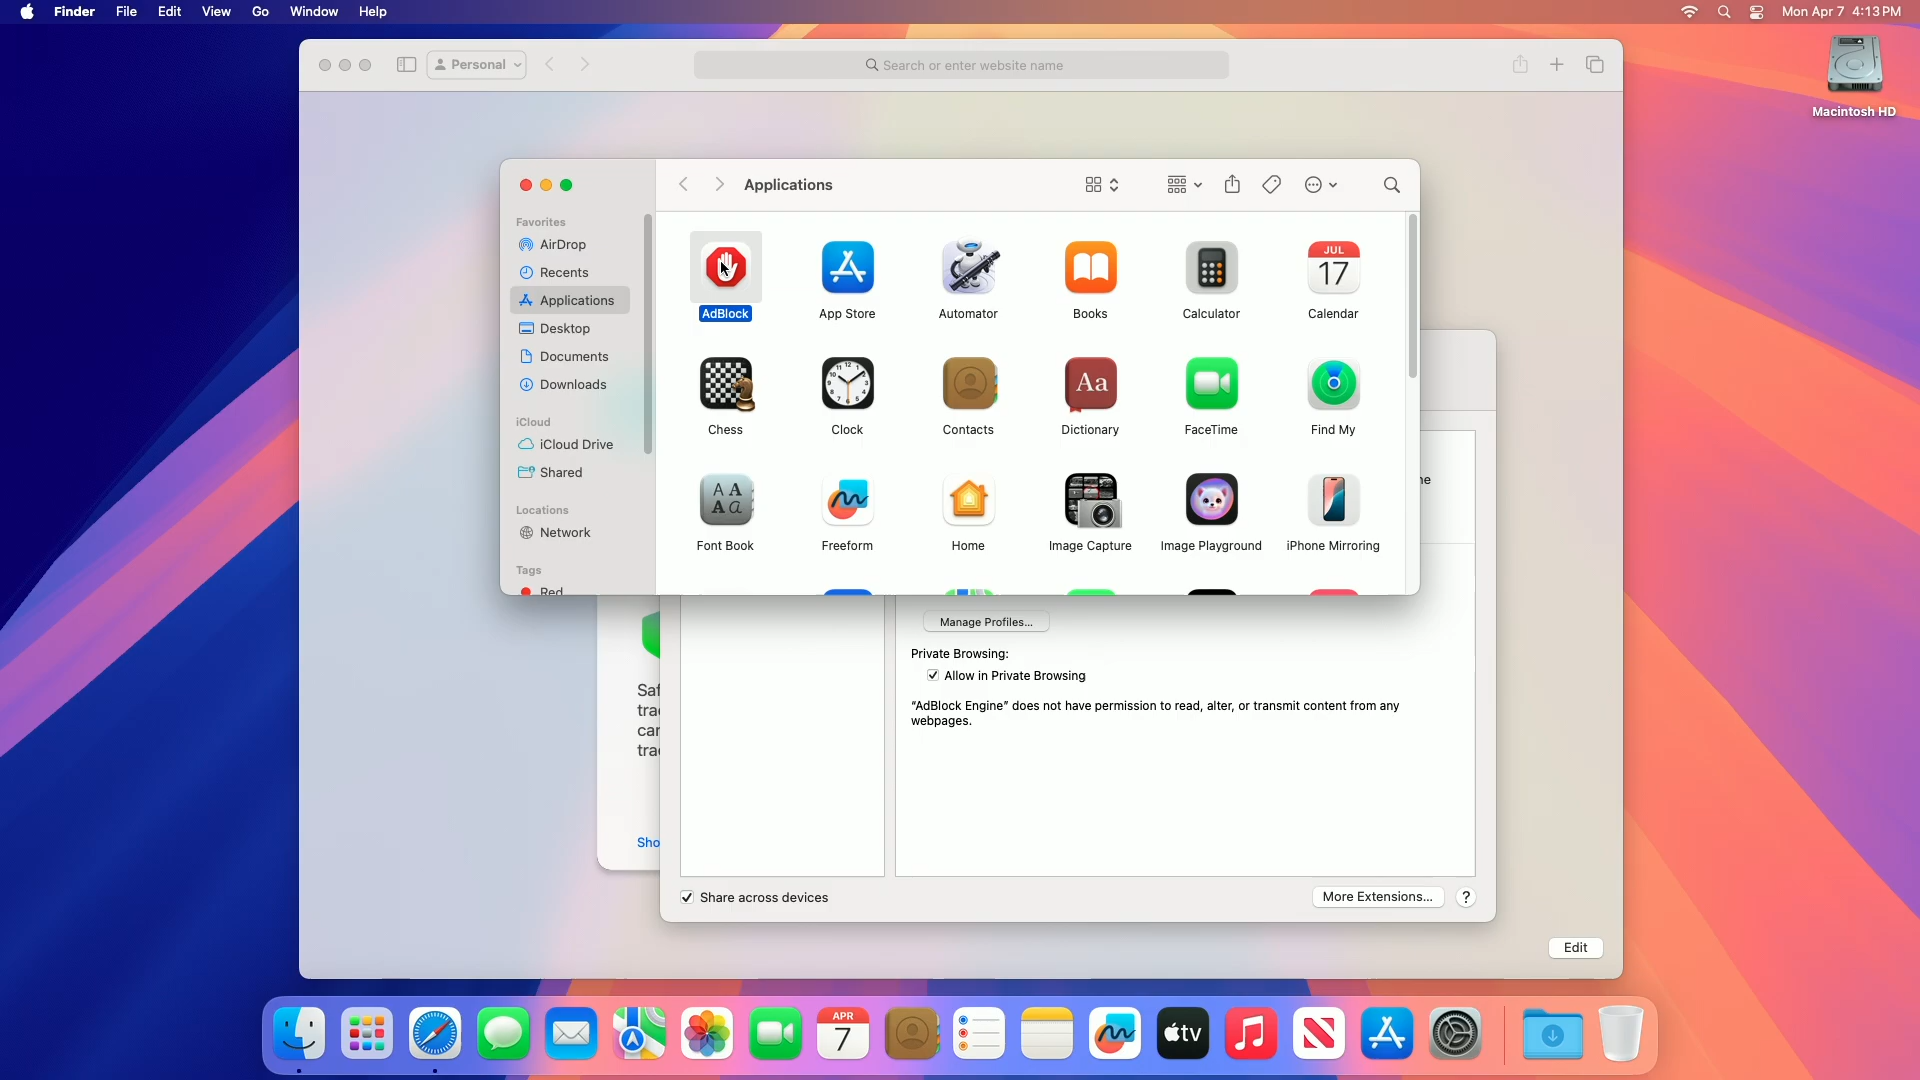 Finder File Edit View Go Window Help
Mon Apr 7 4:13 PM
Personal
Search or enter website name
Macintosh HD
Applications
Favorites
AirDrop
Recents
Applications
Desktop
Documents
Downloads
iCloud
iCloud Drive
Shared
Locations
Network
Tags
Red
JUL
17
AdBlock App Store Automator Books Calculator Calendar
Aa
Chess Clock Contacts Dictionary FaceTime Find My
A A
A a
Font Book Freeform Home Image Capture Image Playground iPhone Mirroring
Manage Profiles...
Private Browsing:
Allow in Private Browsing
“AdBlock Engine” does not have permission to read, alter, or transmit content from any
webpages.
Saf
trac
car
trac
Sho
Share across devices
More Extensions...
?
Edit
APR
7
tv